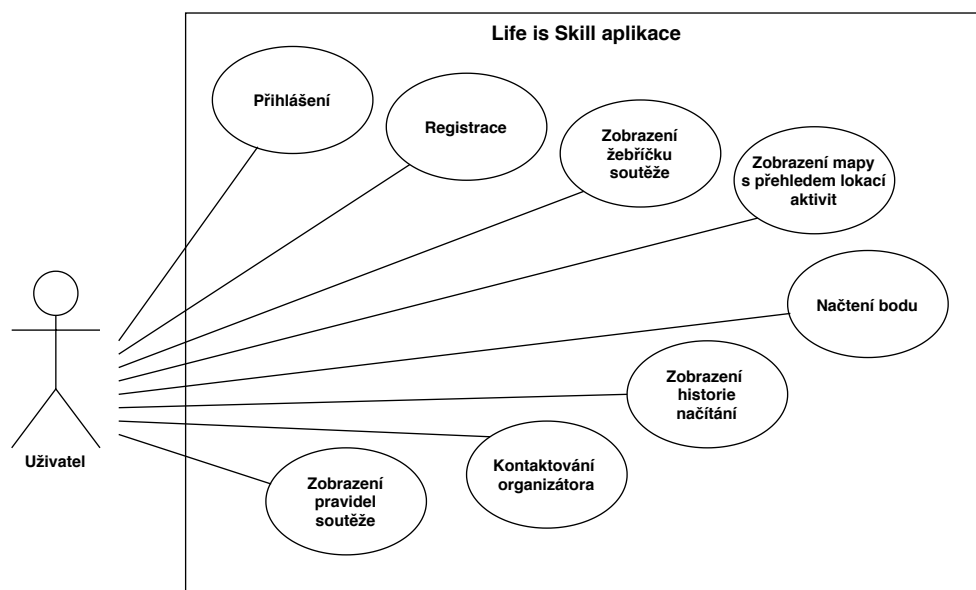 Life is Skill aplikace
Přihlášení
Registrace
Zobrazení
žebříčku
soutěže
Zobrazení mapy
s přehledem lokací
aktivit
Načtení bodu
Zobrazení
historie
načítání
Kontaktování
organizátora
Zobrazení
pravidel
soutěže
Uživatel